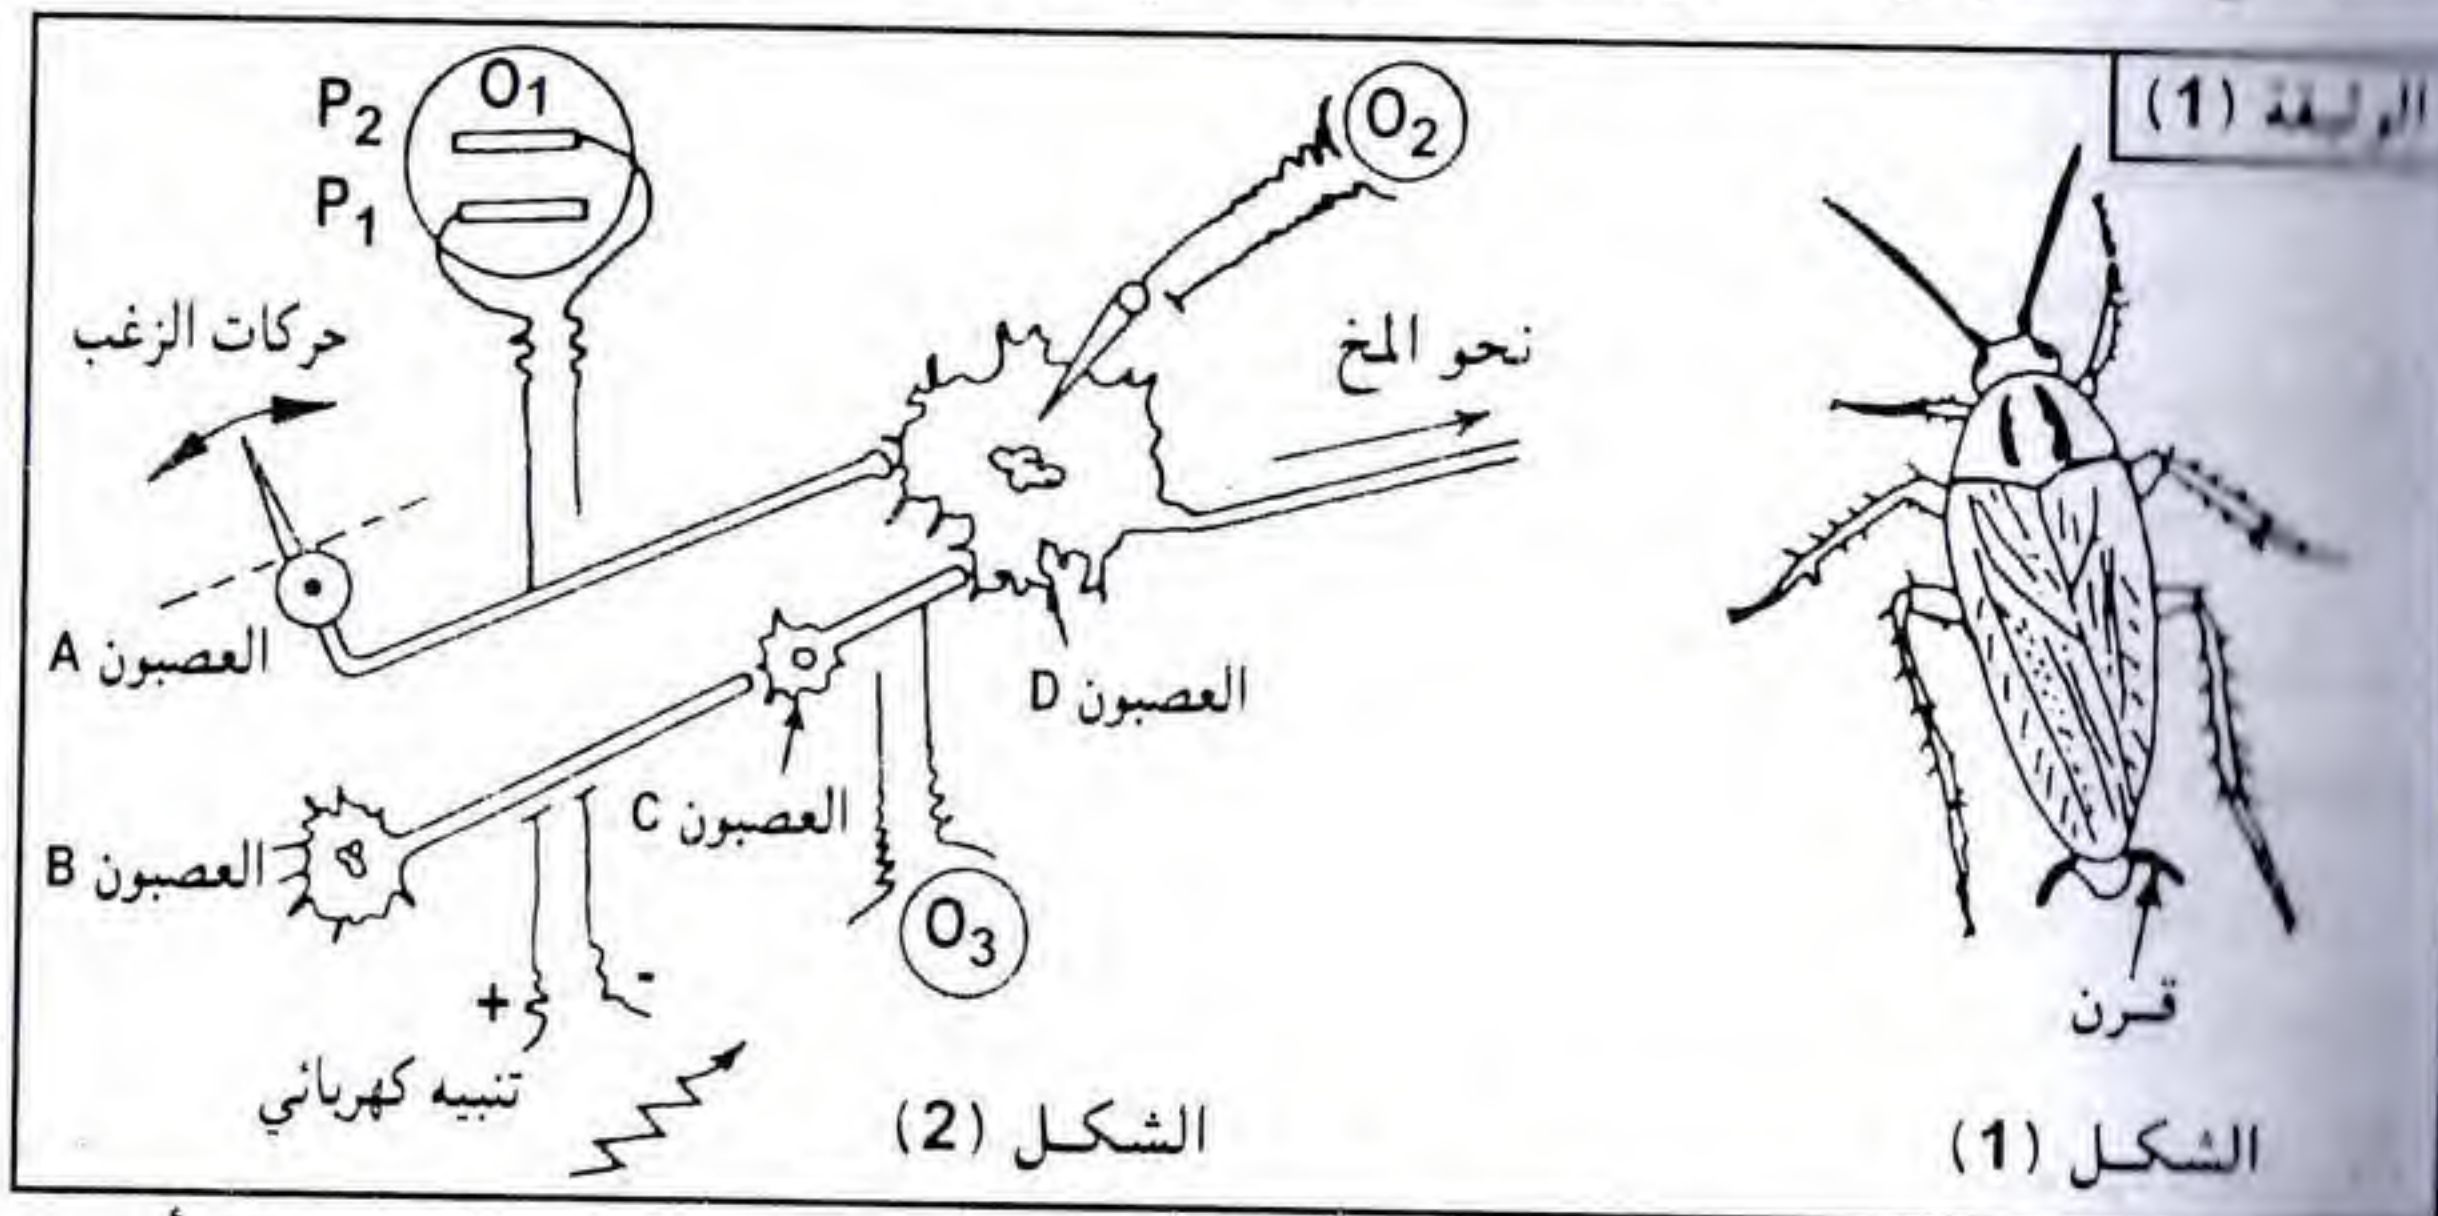 الوثيقة (1)
O1
P2
P1
O2
حركات الزغب
نحو المخ
العصبون A
العصبون D
العصبون C
العصبون B
O3
+
-
تنبيه كهربائي
قرن
الشكل (2)
الشكل (1)